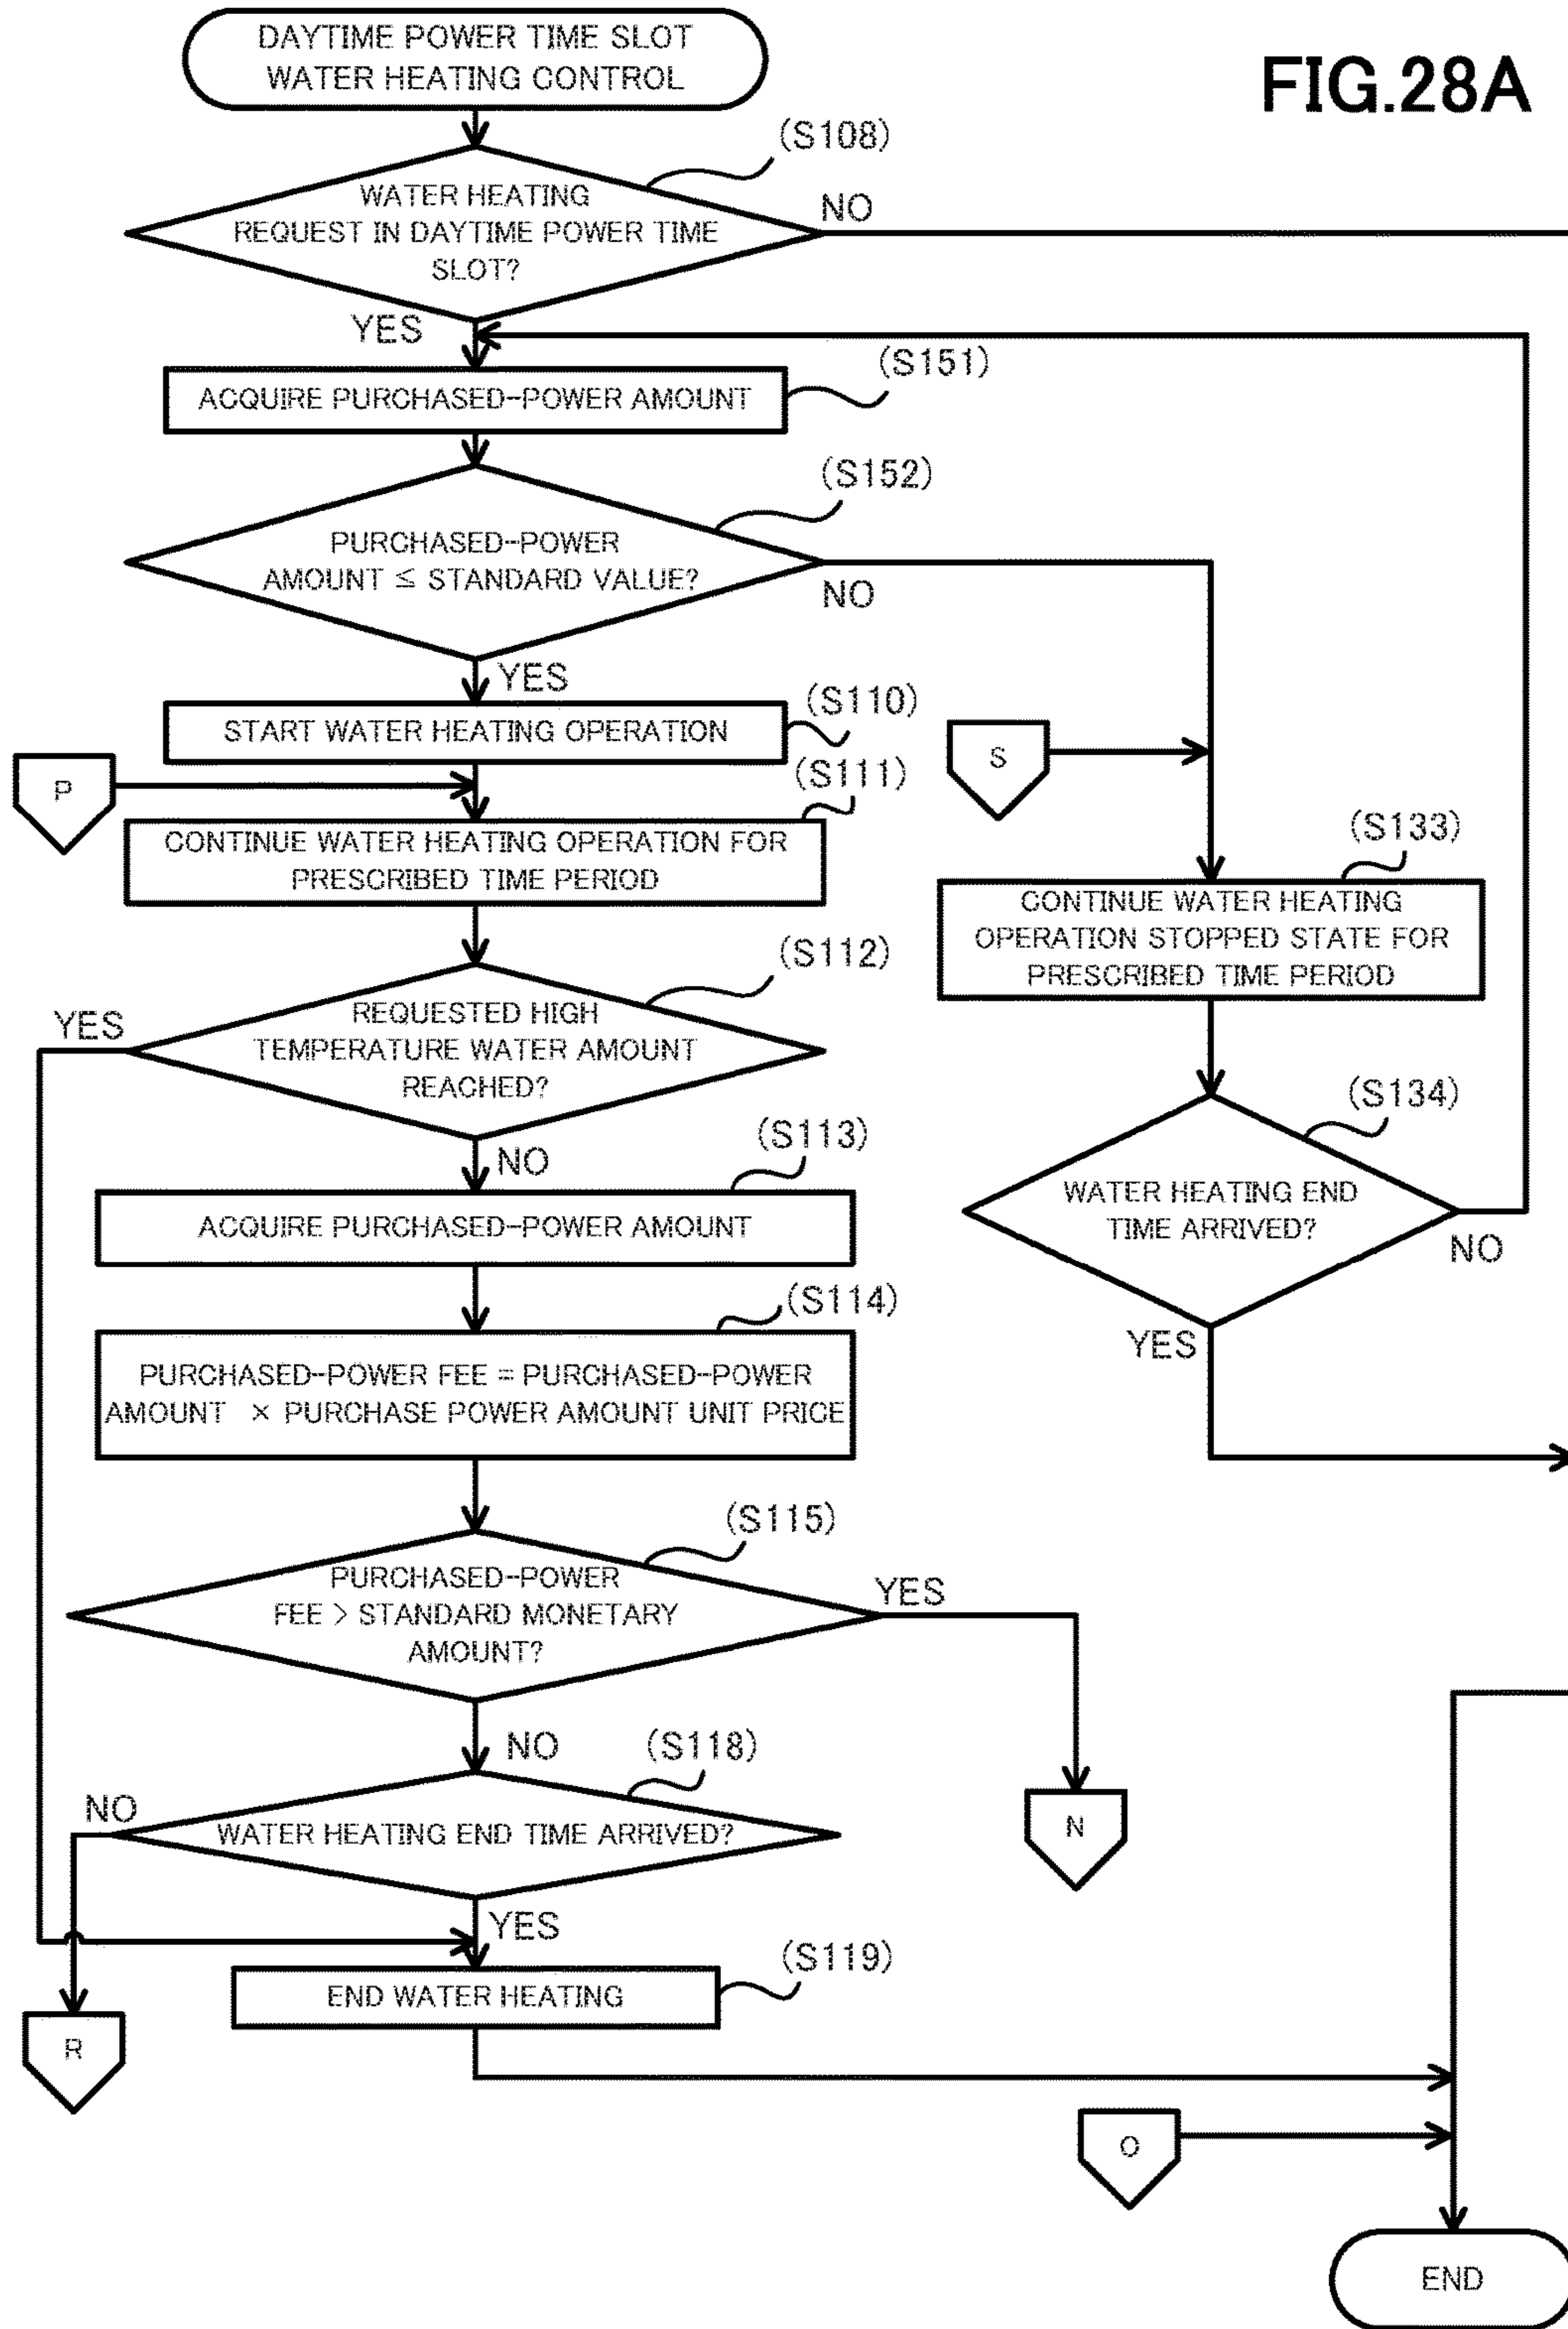 FIG.28A
DAYTIME POWER TIME SLOT
WATER HEATING CONTROL
(S108)
WATER HEATING
REQUEST IN DAYTIME POWER TIME
SLOT?
NO
YES
(S151)
ACQUIRE PURCHASED-POWER AMOUNT
(S152)
PURCHASED-POWER
AMOUNT ≤ STANDARD VALUE?
NO
YES
(S110)
START WATER HEATING OPERATION
P
S
(S111)
CONTINUE WATER HEATING OPERATION FOR
PRESCRIBED TIME PERIOD
(S133)
CONTINUE WATER HEATING
OPERATION STOPPED STATE FOR
PRESCRIBED TIME PERIOD
(S112)
REQUESTED HIGH
TEMPERATURE WATER AMOUNT
REACHED?
YES
NO
(S134)
WATER HEATING END
TIME ARRIVED?
NO
YES
(S113)
ACQUIRE PURCHASED-POWER AMOUNT
(S114)
PURCHASED-POWER FEE = PURCHASED-POWER
AMOUNT × PURCHASE POWER AMOUNT UNIT PRICE
(S115)
PURCHASED-POWER
FEE > STANDARD MONETARY
AMOUNT?
YES
NO
N
(S118)
WATER HEATING END TIME ARRIVED?
NO
YES
(S119)
END WATER HEATING
R
O
END